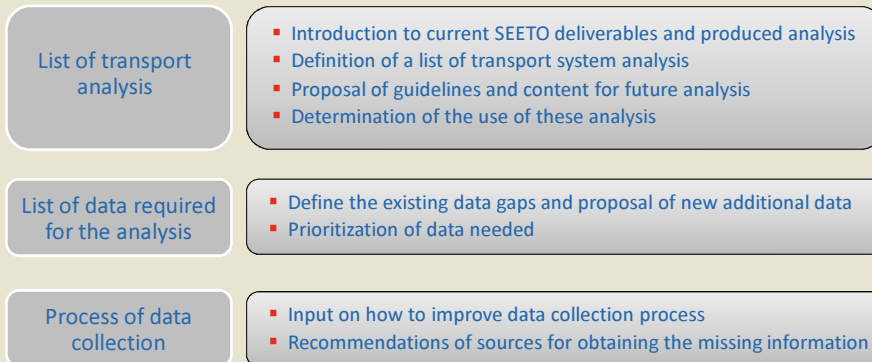 List of transport
analysis
▪ Introduction to current SEETO deliverables and produced analysis
▪ Definition of a list of transport system analysis
▪ Proposal of guidelines and content for future analysis
▪ Determination of the use of these analysis
List of data required
for the analysis
▪ Define the existing data gaps and proposal of new additional data
▪ Prioritization of data needed
Process of data
collection
▪ Input on how to improve data collection process
▪ Recommendations of sources for obtaining the missing information